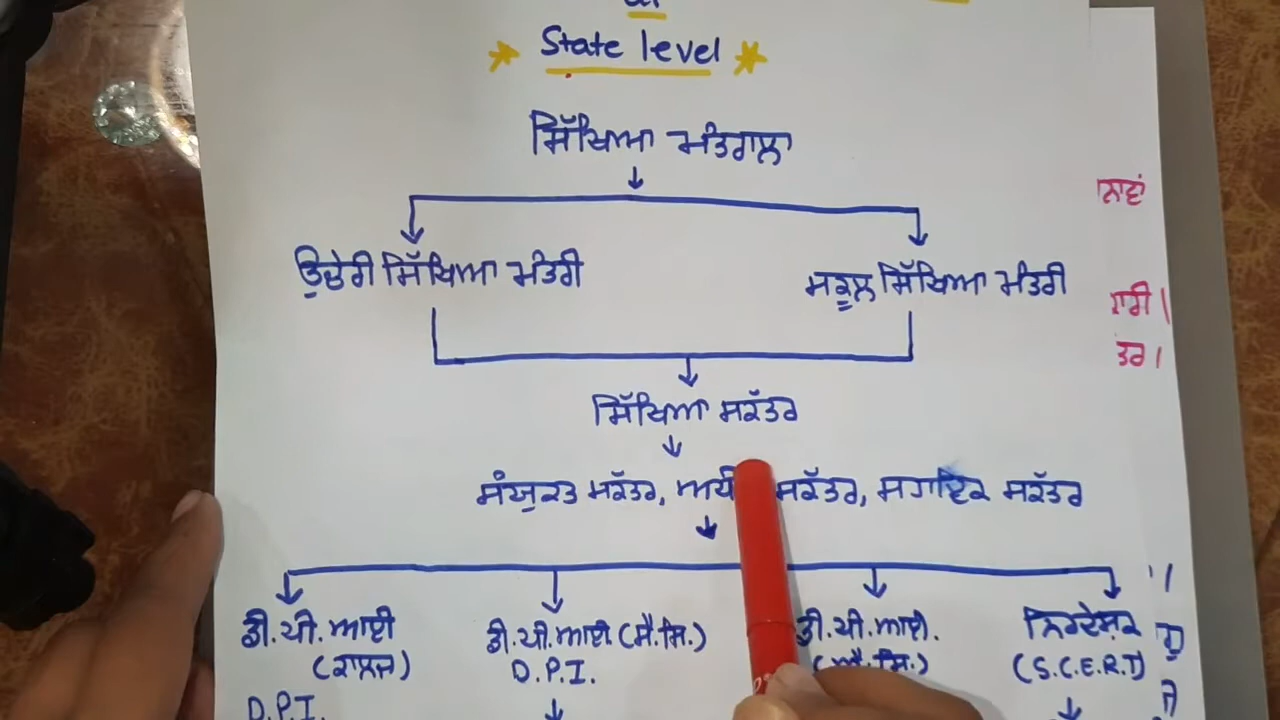 State level
ਸਿੱਖਿਆ ਮੰਤਰਾਲਾ
ਉਚੇਰੀ ਸਿੱਖਿਆ ਮੰਤਰੀ
ਸਕੂਲ ਸਿੱਖਿਆ ਮੰਤਰੀ
ਸਿੱਖਿਆ ਸਕੱਤਰ
ਸੰਯੁਕਤ ਸਕੱਤਰ, ਸਕੱਤਰ, ਸਹਾਇਕ ਸਕੱਤਰ
ਡੀ.ਪੀ.ਆਈ
(ਕਾਲਜ)
D.P.I.
ਡੀ.ਪੀ.ਆਈ (ਸੈ.ਸਿ.)
D.P.I.
ਡੀ.ਪੀ.ਆਈ.
ਨਿਰਦੇਸ਼ਕ
(S.C.E.R.T)